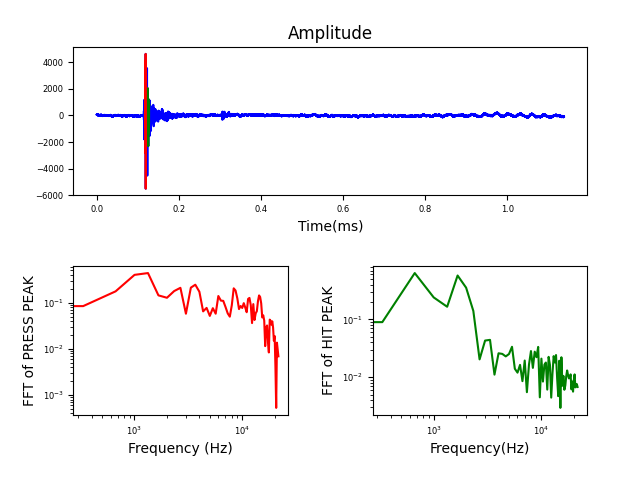 Amplitude
4000
2000
0
−2000
−4000
−6000
0.0 0.2 0.4 0.6 0.8 1.0
Time(ms)
FFT of PRESS PEAK
10⁻¹
10⁻²
10⁻³
10³ 10⁴
Frequency (Hz)
FFT of HIT PEAK
10⁻¹
10⁻²
10³ 10⁴
Frequency(Hz)